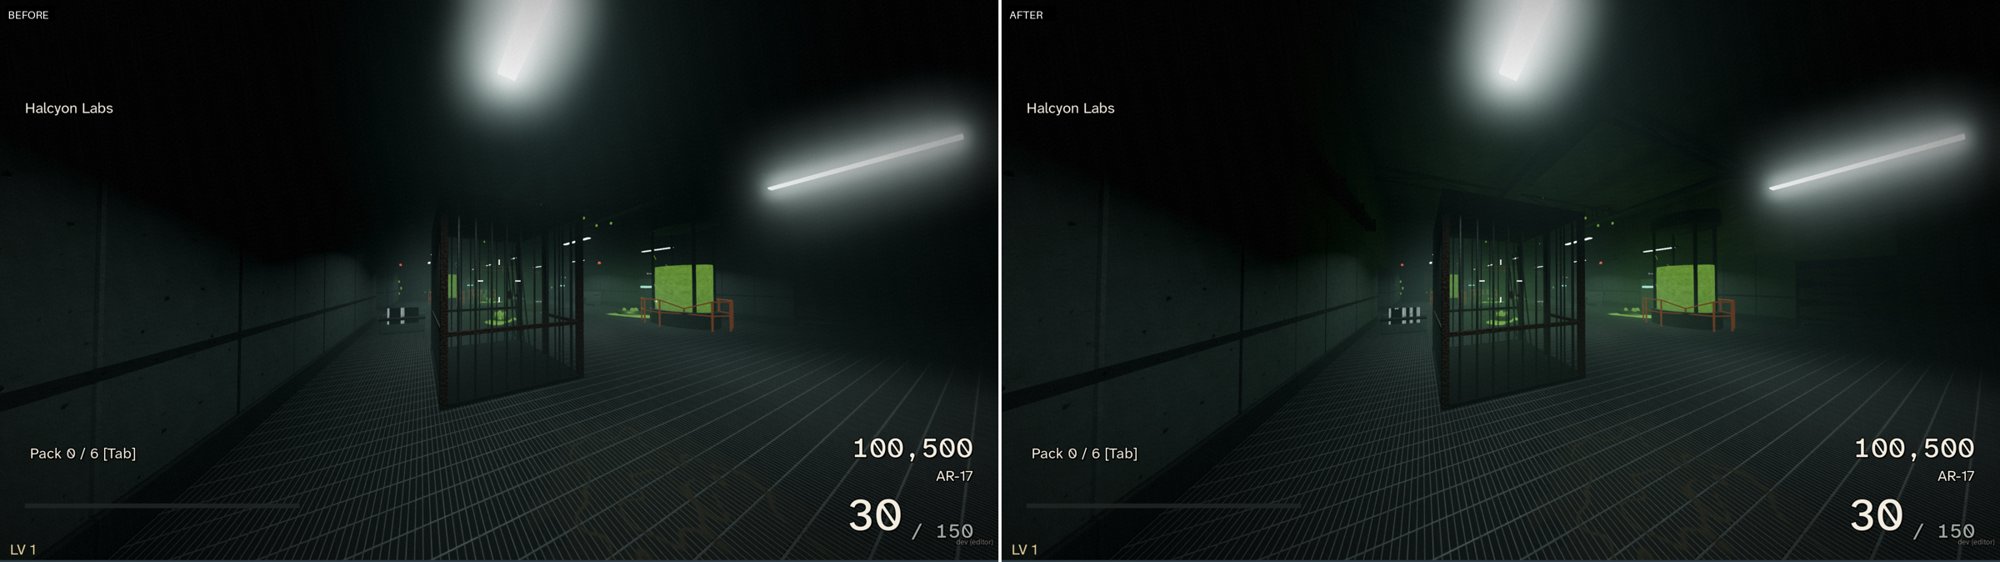 BEFORE
Halcyon Labs
Pack 0 / 6 [Tab]
100,500
AR-17
30 / 150
dev (editor)
LV 1
AFTER
Halcyon Labs
Pack 0 / 6 [Tab]
100,500
AR-17
30 / 150
dev (editor)
LV 1